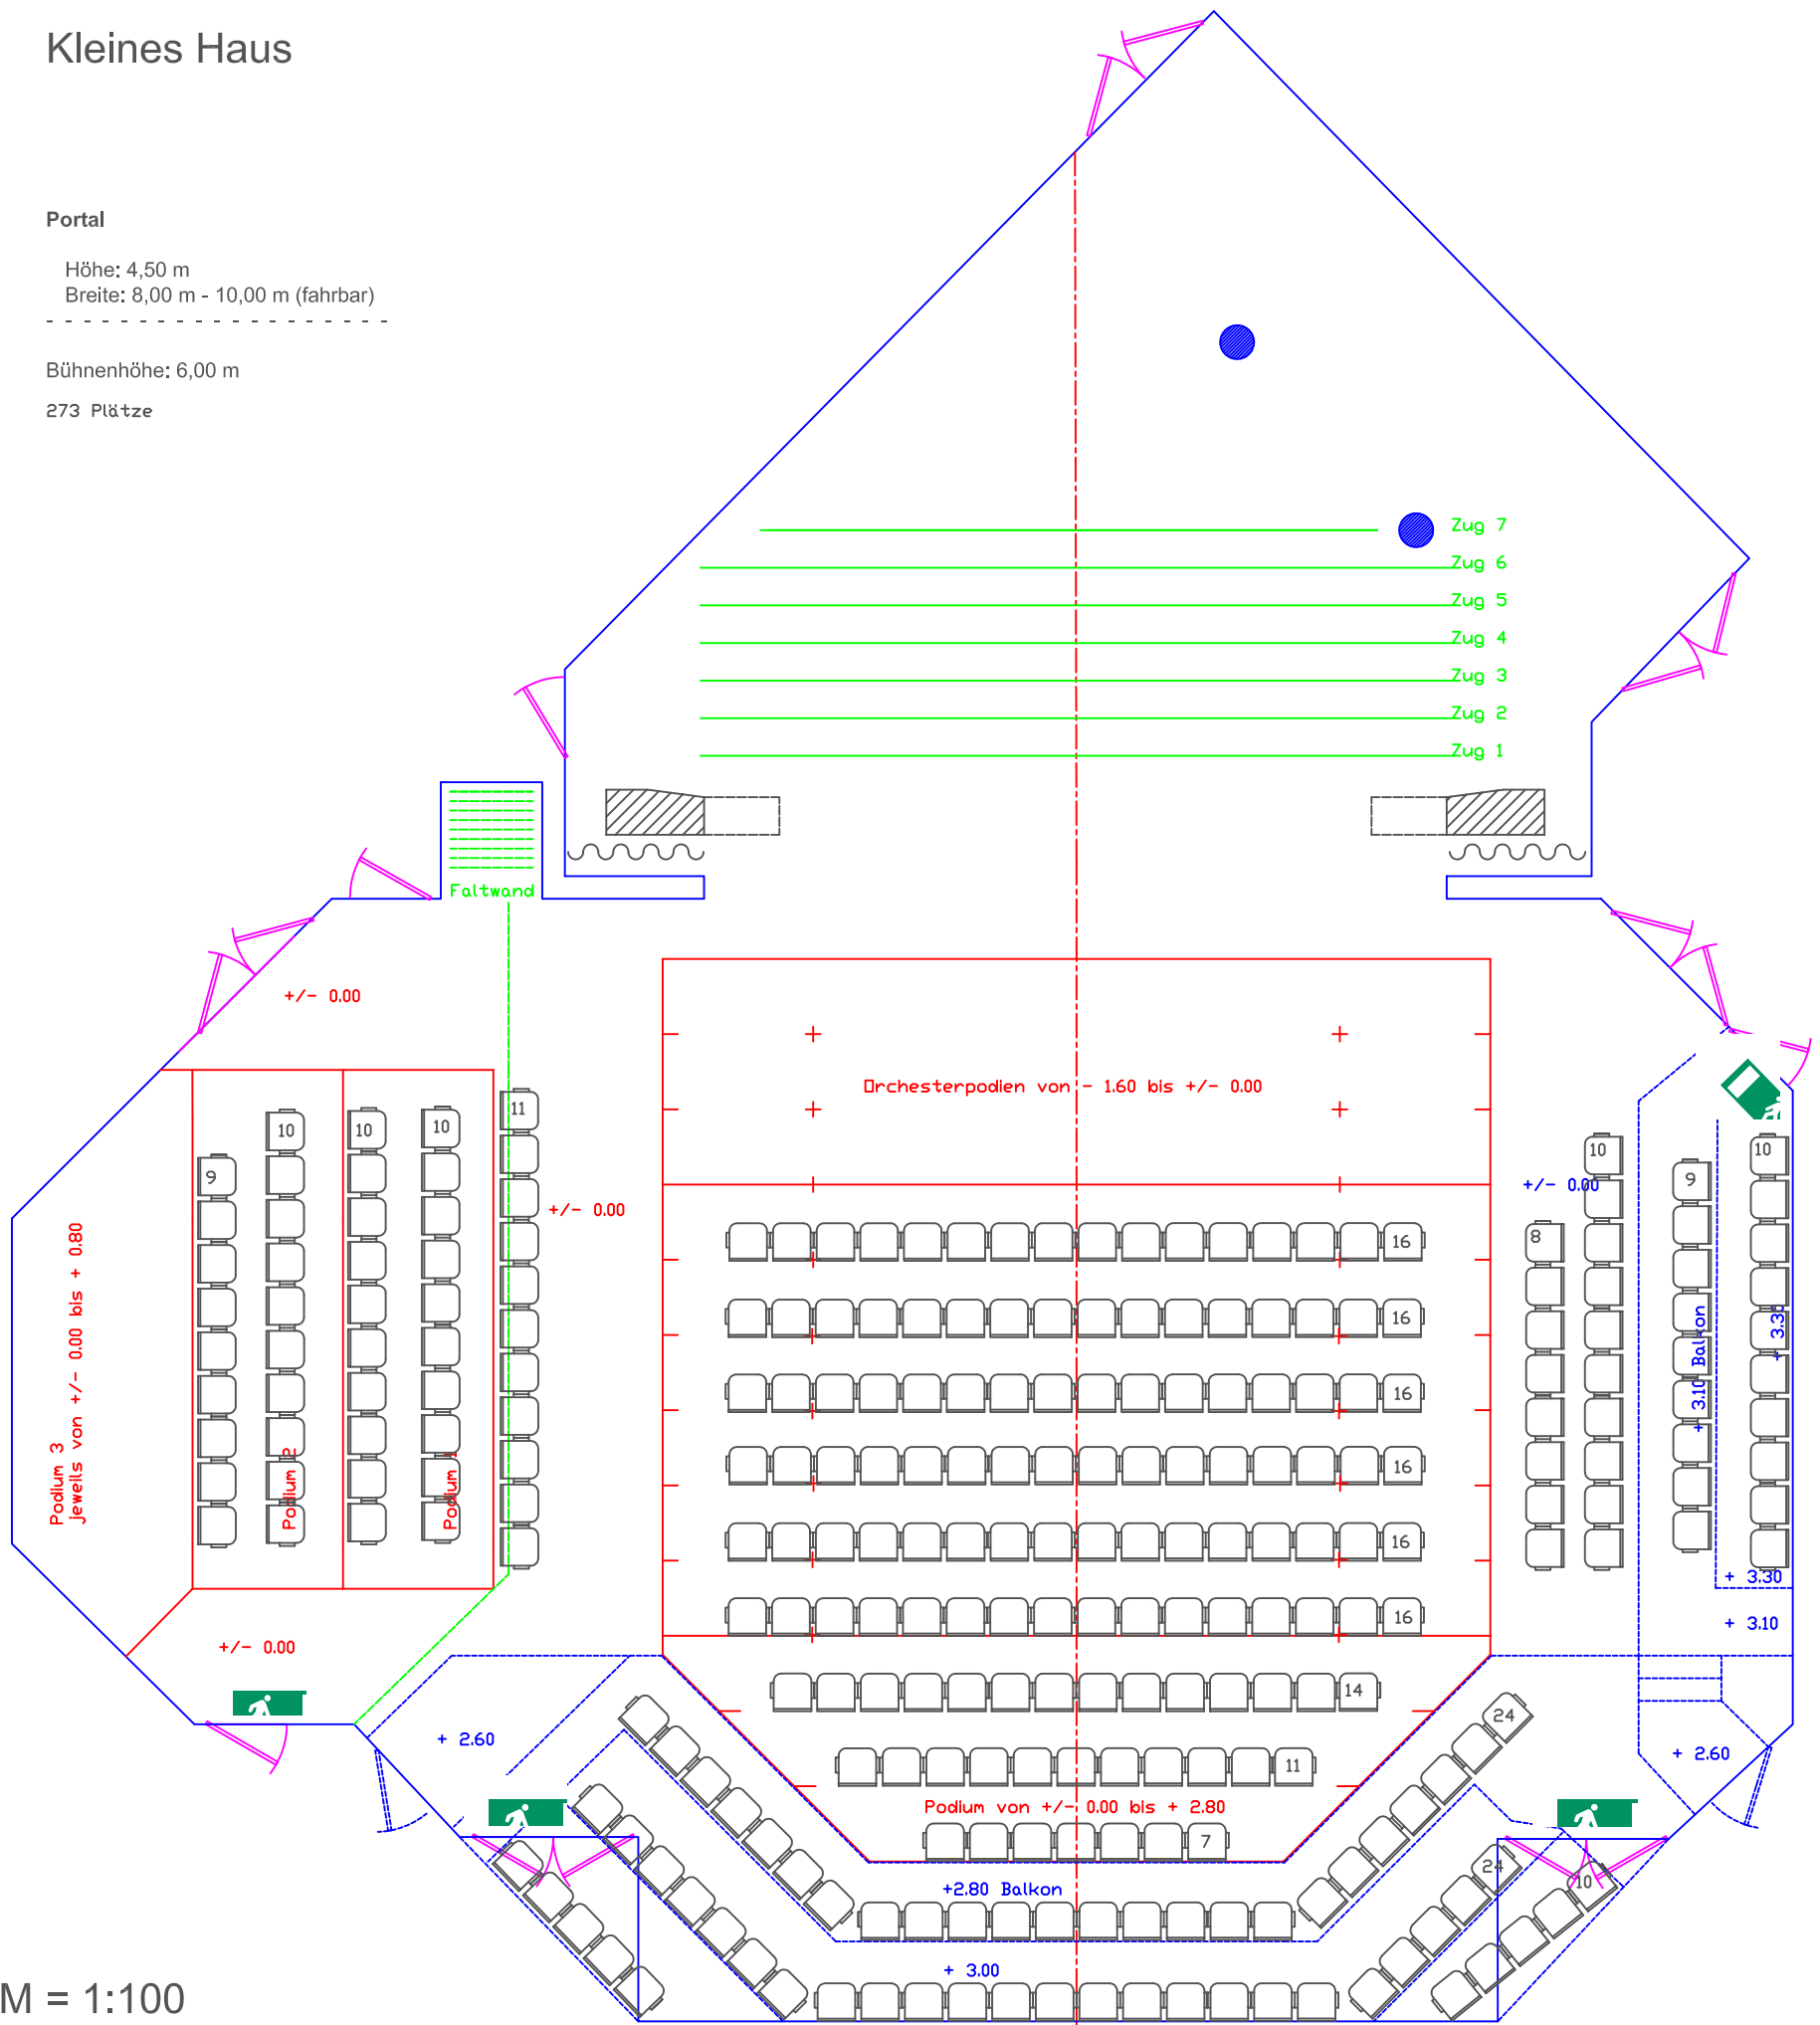 Kleines Haus
Portal
Höhe: 4,50 m
Breite: 8,00 m - 10,00 m (fahrbar)
- - - - - - - - - - - - - - - - - - -
Bühnenhöhe: 6,00 m
273 Plätze
Zug 7
Zug 6
Zug 5
Zug 4
Zug 3
Zug 2
Zug 1
Faltwand
+/- 0.00
Orchesterpodien von - 1.60 bis +/- 0.00
11
10
10
10
9
+/- 0.00
Podium 3
jeweils von +/- 0.00 bis + 0.80
Podium 2
Podium 1
+/- 0.00
16
16
16
16
16
16
14
11
Podium von +/- 0.00 bis + 2.80
7
10
10
9
8
+/- 0.00
+ 3.10 Balkon
+ 3.30
+ 3.30
+ 3.10
+ 2.60
+ 2.60
24
24
10
+2.80 Balkon
+ 3.00
M = 1:100